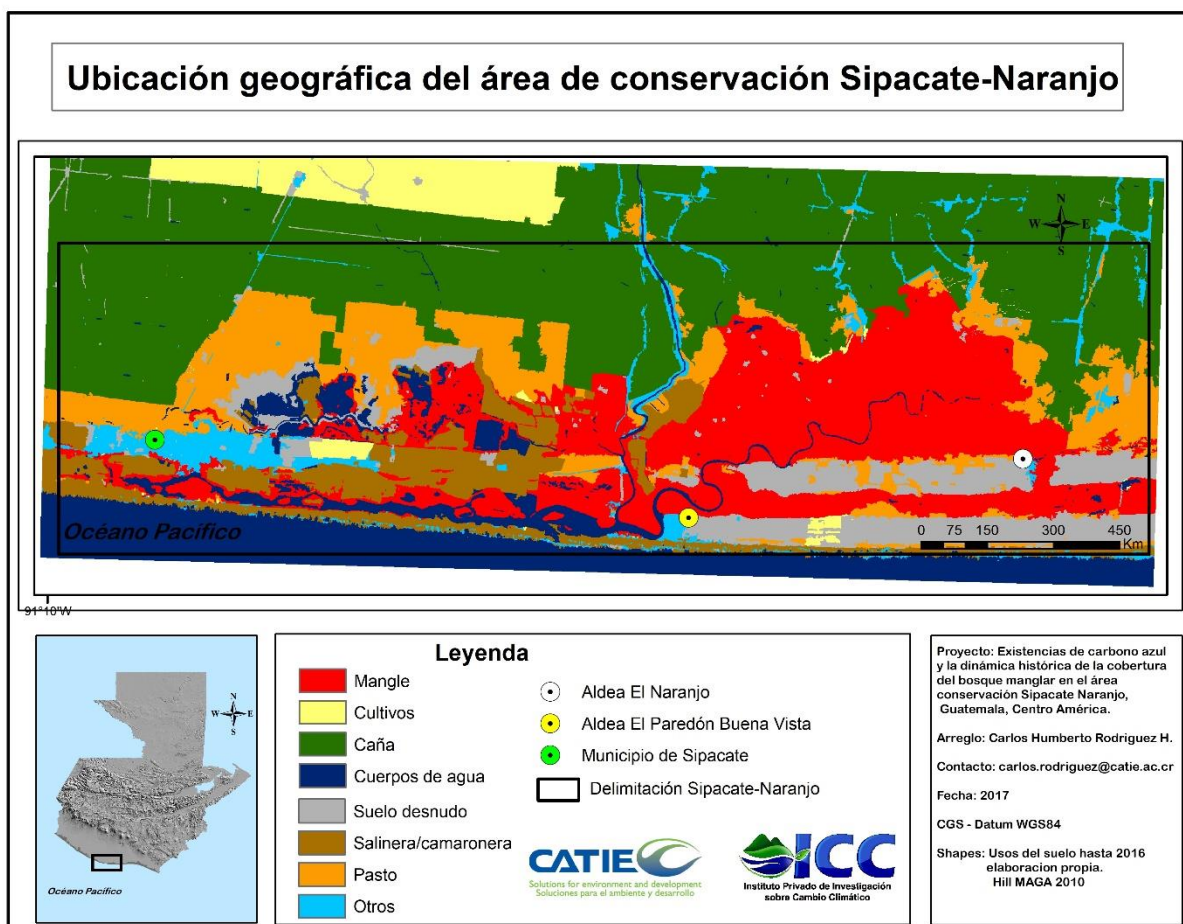 Ubicación geográfica del área de conservación Sipacate-Naranjo
N
W E
S
Océano Pacífico
0 75 150 300 450
Km
91°10'W
N
W E
S
Océano Pacífico
Leyenda
Mangle
Cultivos
Caña
Cuerpos de agua
Suelo desnudo
Salinera/camaronera
Pasto
Otros
Aldea El Naranjo
Aldea El Paredón Buena Vista
Municipio de Sipacate
Delimitación Sipacate-Naranjo
CATIE
Solutions for environment and development
Soluciones para el ambiente y desarrollo
ICC
Instituto Privado de Investigación
sobre Cambio Climático
Proyecto: Existencias de carbono azul
y la dinámica histórica de la cobertura
del bosque manglar en el área
conservación Sipacate Naranjo,
Guatemala, Centro América.
Arreglo: Carlos Humberto Rodriguez H.
Contacto: carlos.rodriguez@catie.ac.cr
Fecha: 2017
CGS - Datum WGS84
Shapes: Usos del suelo hasta 2016
elaboracion propia.
Hill MAGA 2010